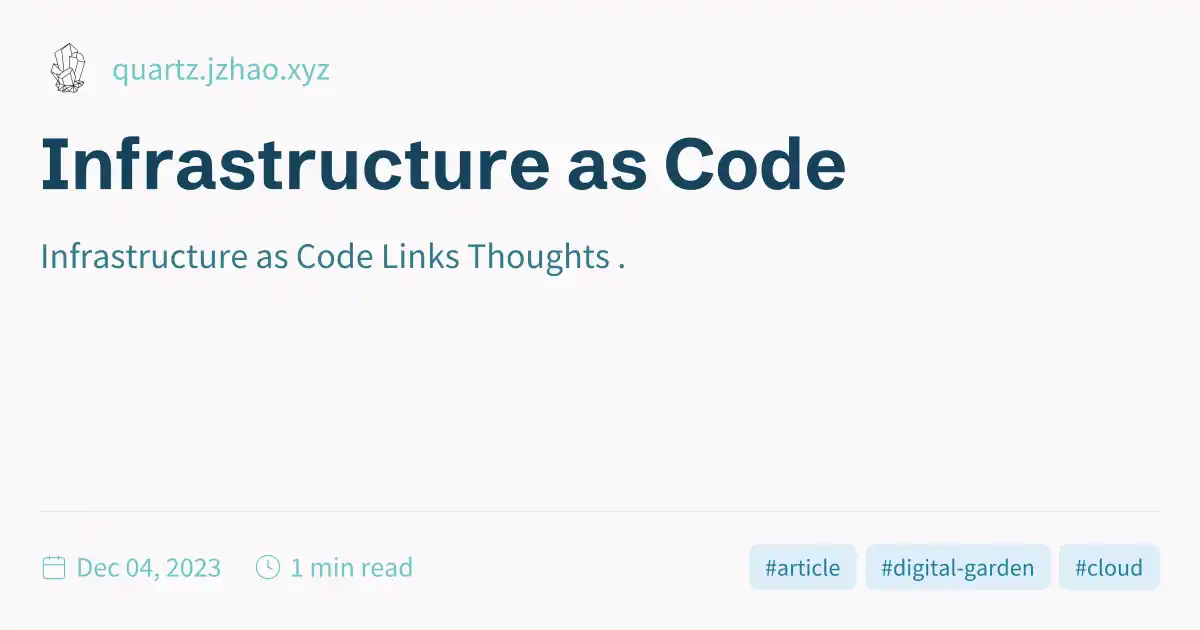 quartz.jzhao.xyz
Infrastructure as Code
Infrastructure as Code Links Thoughts .
Dec 04, 2023 1 min read #article #digital-garden #cloud